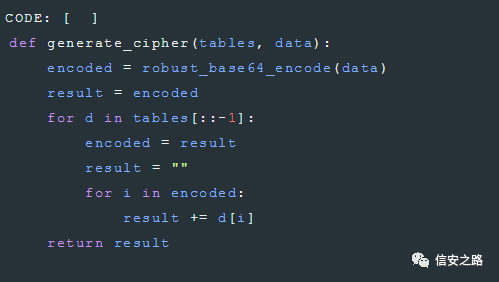 CODE: [ ]
def generate_cipher(tables, data):
    encoded = robust_base64_encode(data)
    result = encoded
    for d in tables[::-1]:
        encoded = result
        result = ""
        for i in encoded:
            result += d[i]
    return result
信安之路